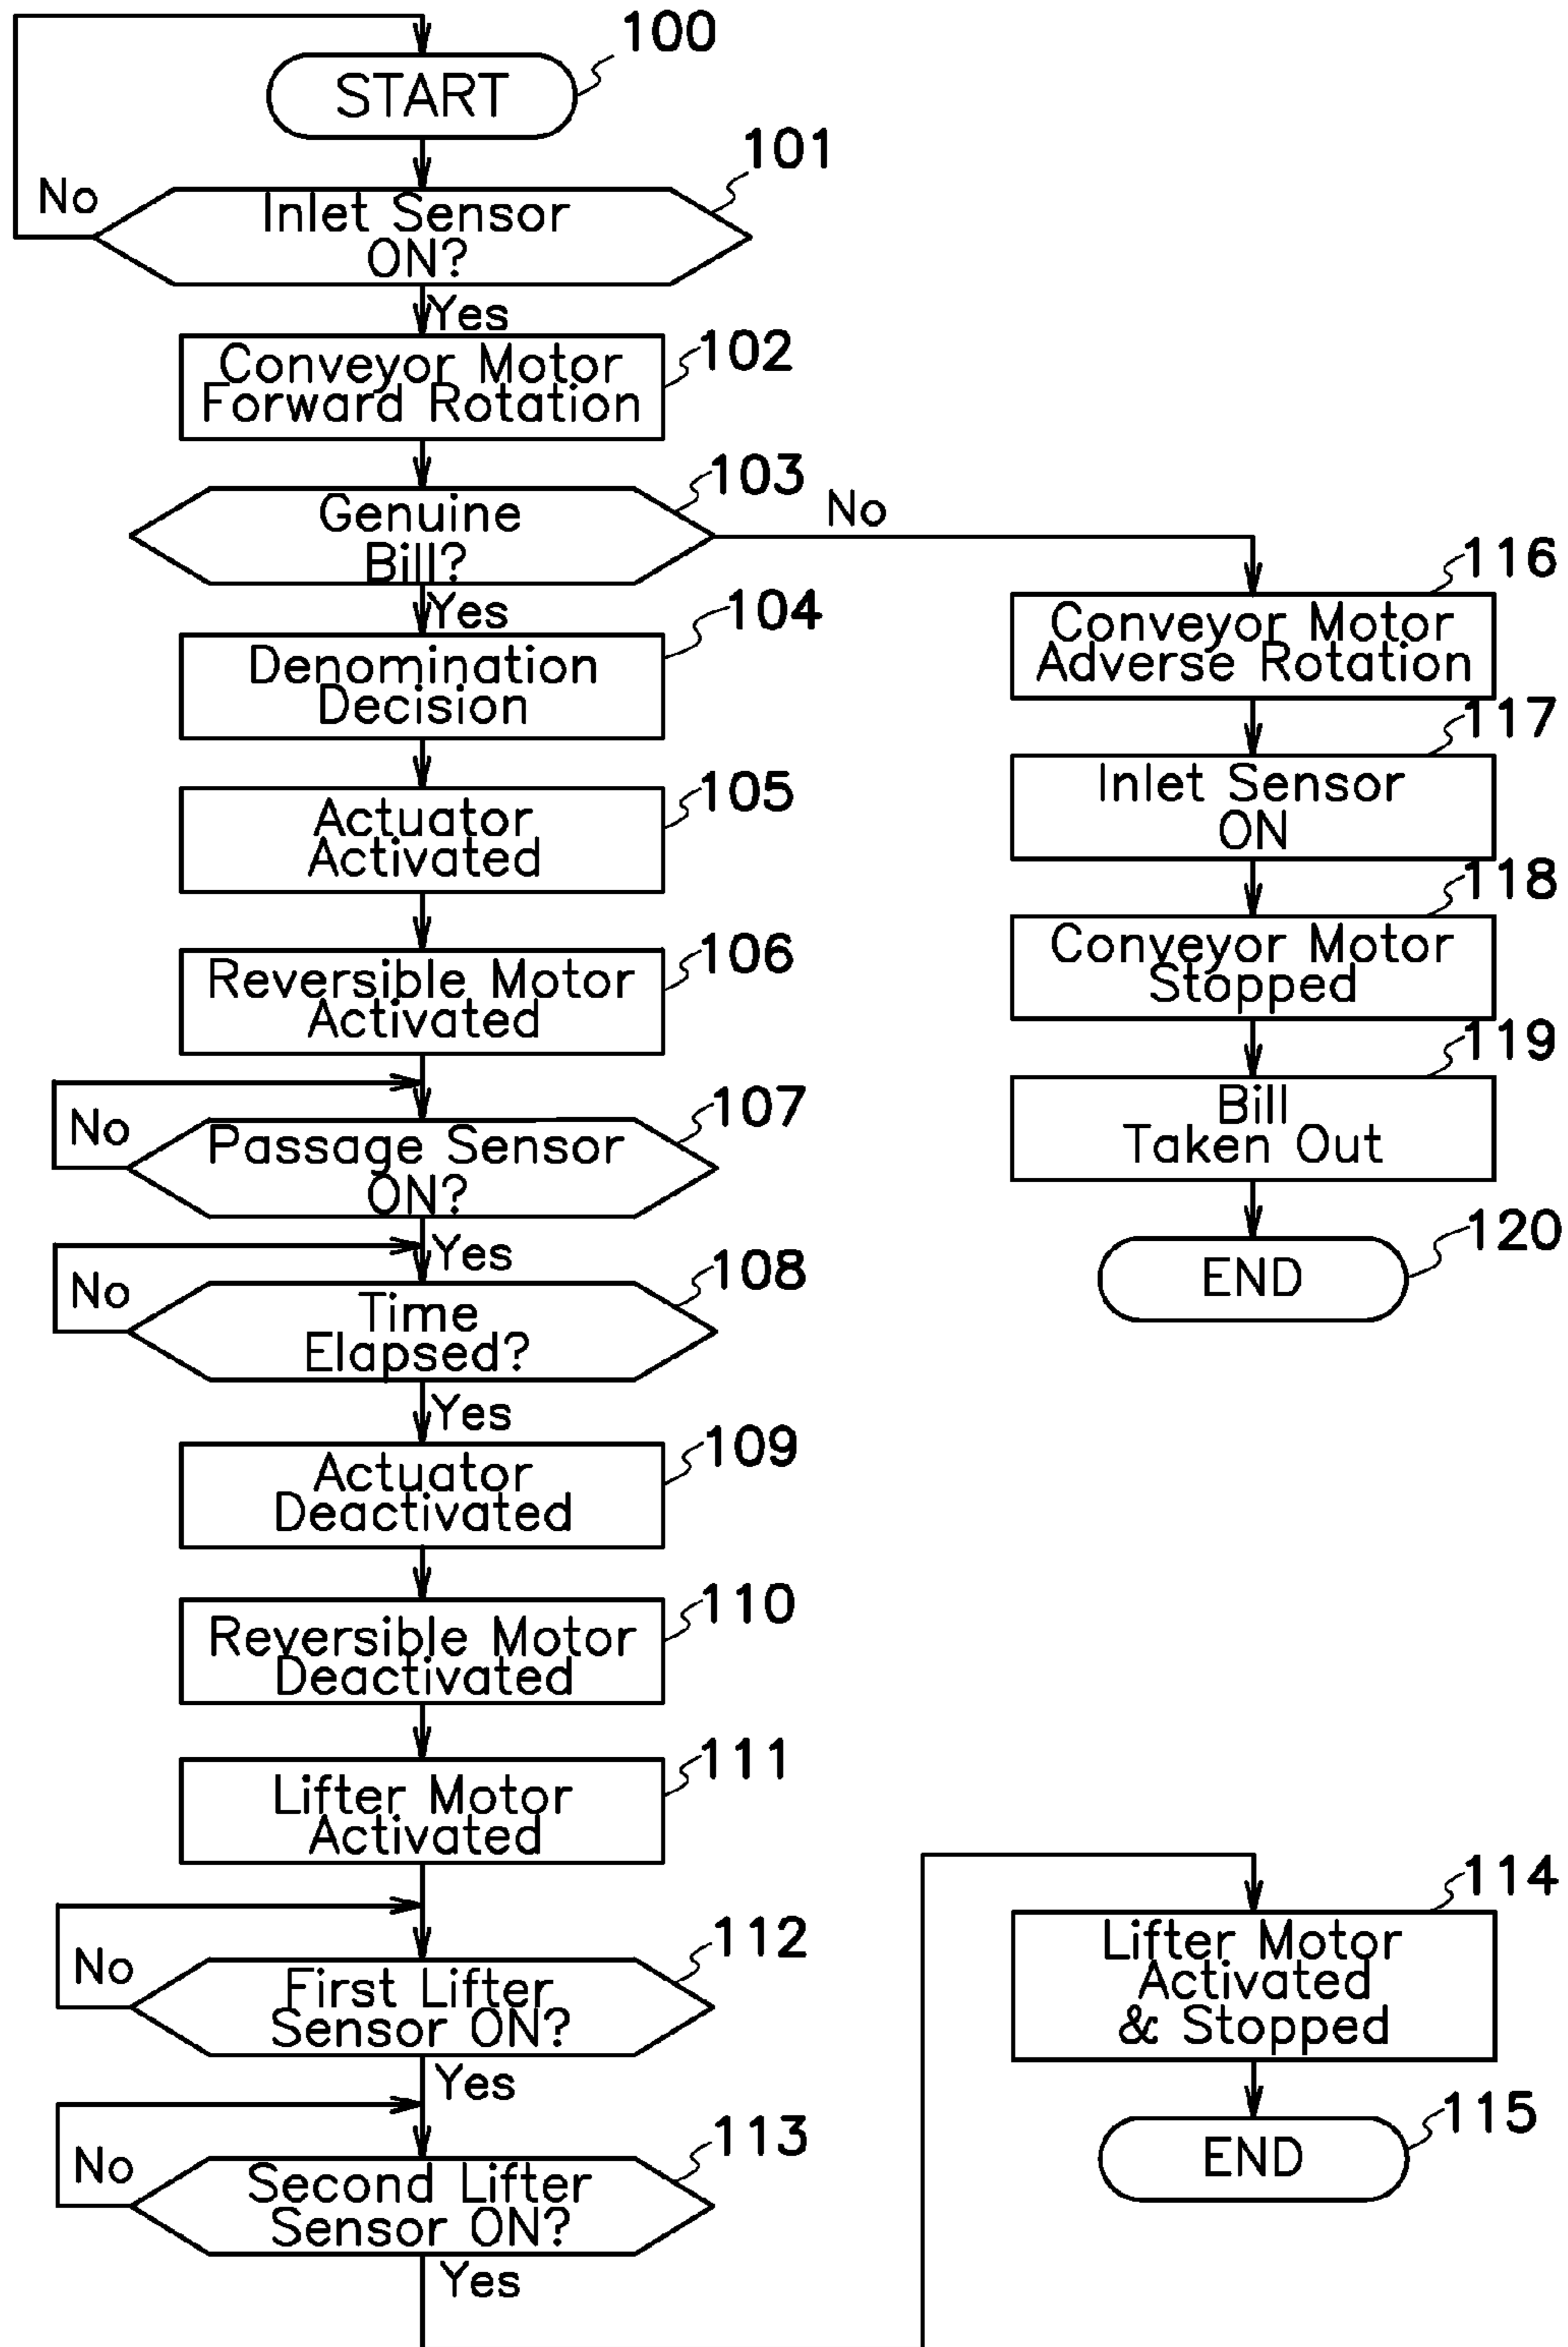 100
START
101
No
Inlet Sensor
ON?
Yes
102
Conveyor Motor
Forward Rotation
103
Genuine
Bill?
No
Yes
104
Denomination
Decision
105
Actuator
Activated
106
Reversible Motor
Activated
107
No
Passage Sensor
ON?
Yes
108
No
Time
Elapsed?
Yes
109
Actuator
Deactivated
110
Reversible Motor
Deactivated
111
Lifter Motor
Activated
112
No
First Lifter
Sensor ON?
Yes
113
No
Second Lifter
Sensor ON?
Yes
114
Lifter Motor
Activated
& Stopped
115
END
116
Conveyor Motor
Adverse Rotation
117
Inlet Sensor
ON
118
Conveyor Motor
Stopped
119
Bill
Taken Out
120
END